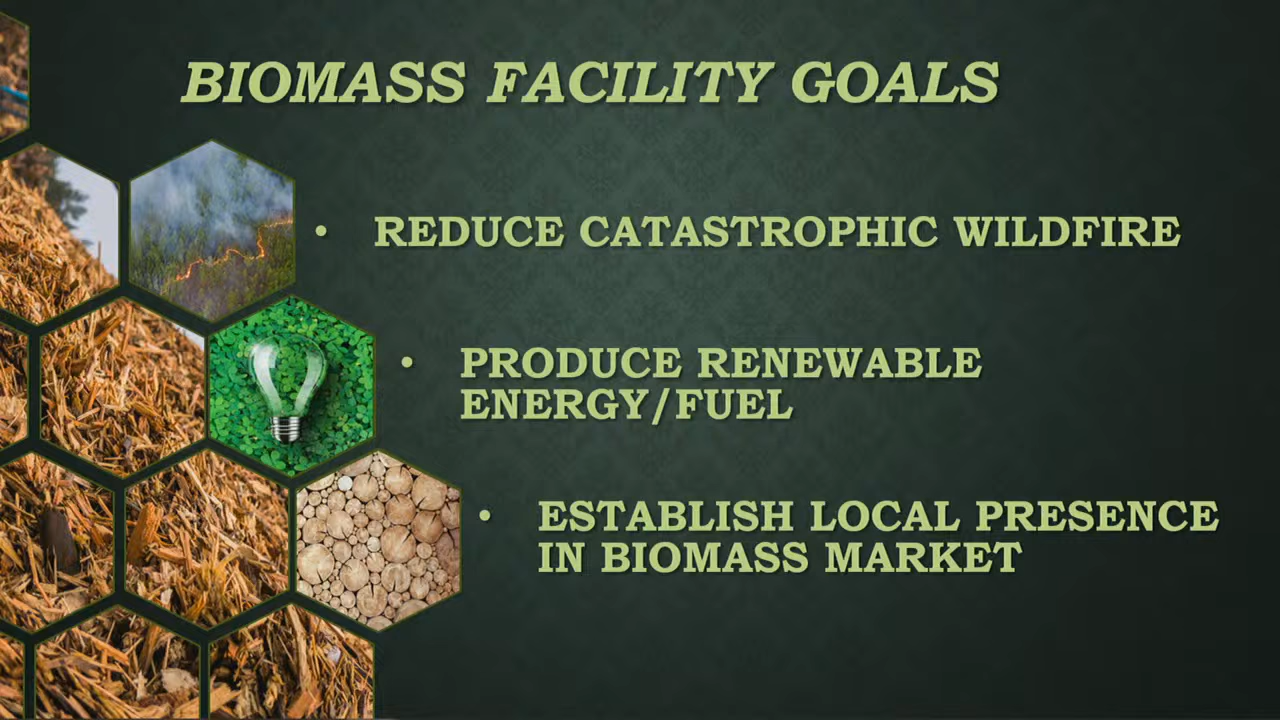 BIOMASS FACILITY GOALS
• REDUCE CATASTROPHIC WILDFIRE
• PRODUCE RENEWABLE
ENERGY/FUEL
• ESTABLISH LOCAL PRESENCE
IN BIOMASS MARKET